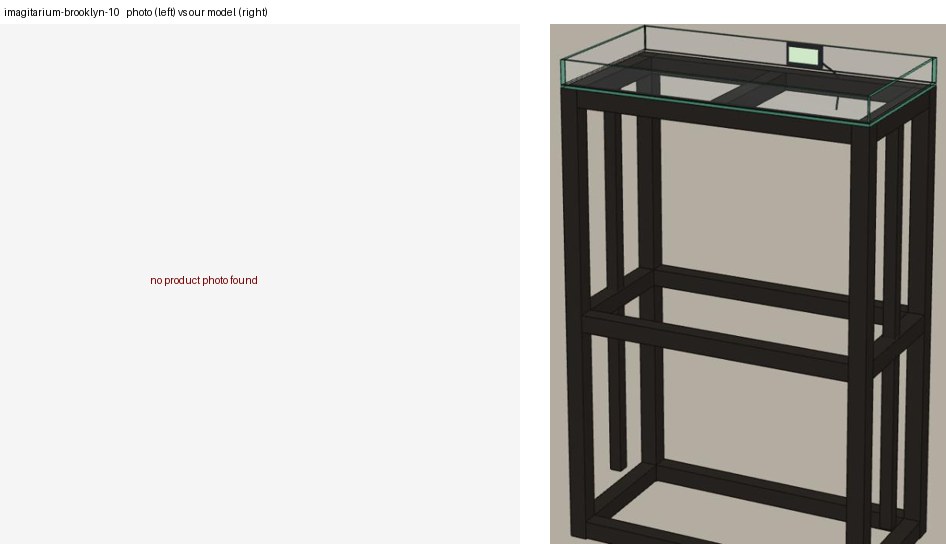 imagitarium-brooklyn-10 photo (left) vs our model (right)
no product photo found